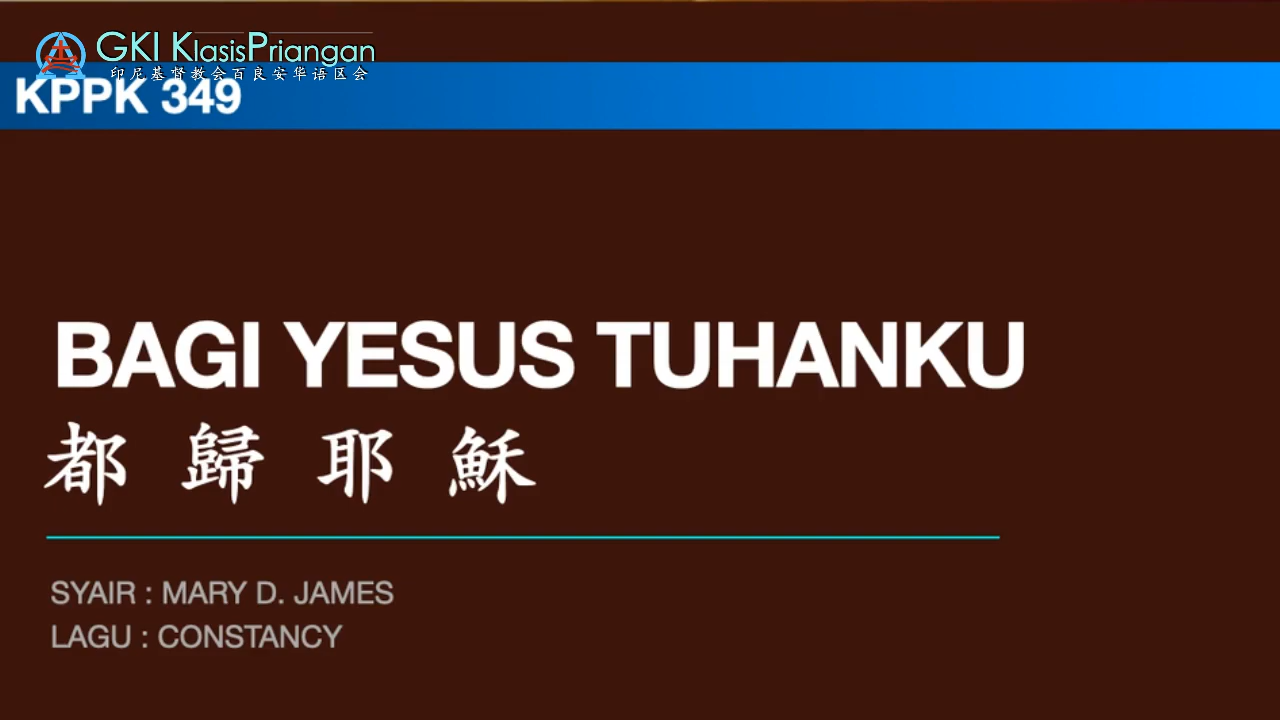 GKI KlasisPriangan
印尼基督教会百良安华语区会
KPPK 349
BAGI YESUS TUHANKU
都歸耶穌
SYAIR : MARY D. JAMES
LAGU : CONSTANCY